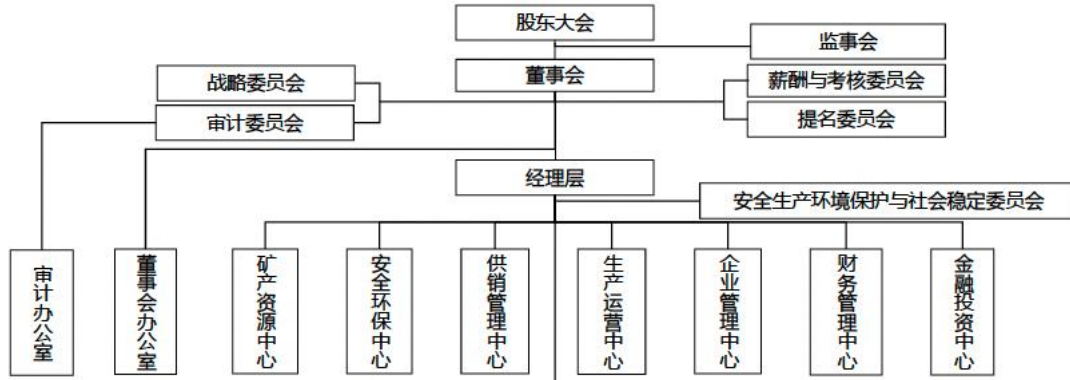 股东大会
监事会
董事会
战略委员会
薪酬与考核委员会
审计委员会
提名委员会
经理层
安全生产环境保护与社会稳定委员会
审计办公室
董事会办公室
矿产资源中心
安全环保中心
供销管理中心
生产运营中心
企业管理中心
财务管理中心
金融投资中心